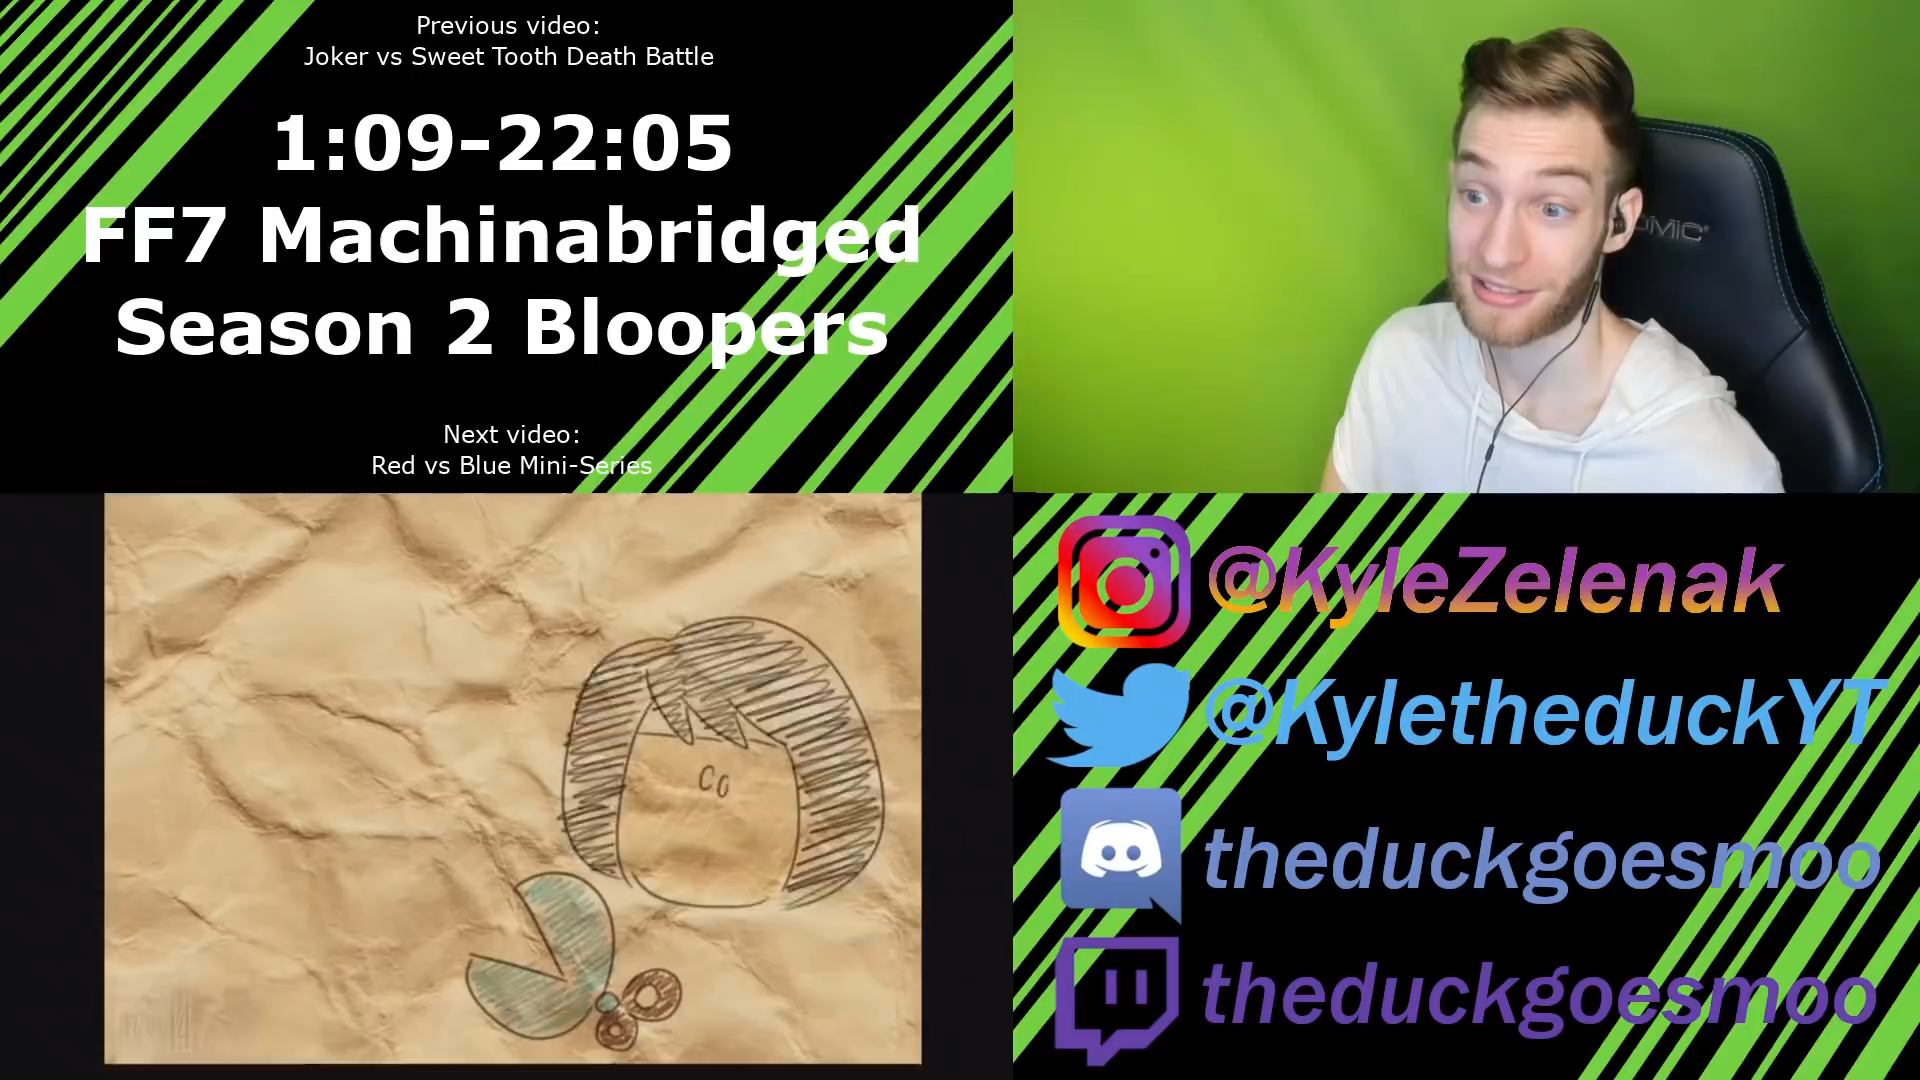 Previous video:
Joker vs Sweet Tooth Death Battle
1:09-22:05
FF7 Machinabridged
Season 2 Bloopers
Next video:
Red vs Blue Mini-Series
OMIC
@KyleZelenak
@KyletheduckYT
theduckgoesmoo
theduckgoesmoo